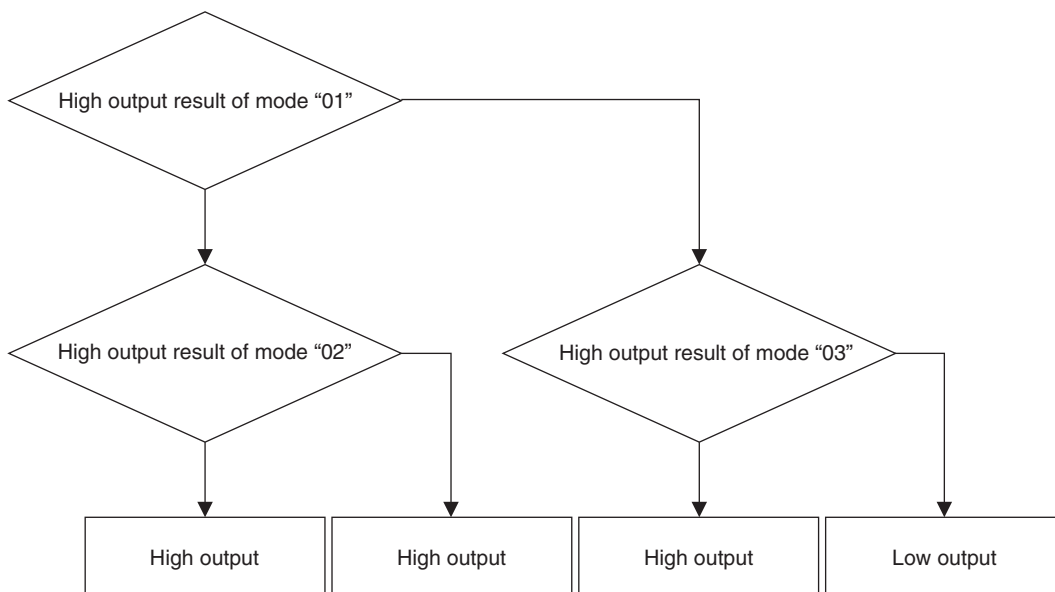 High output result of mode “01”
High output result of mode “02”
High output result of mode “03”
High output
High output
High output
Low output